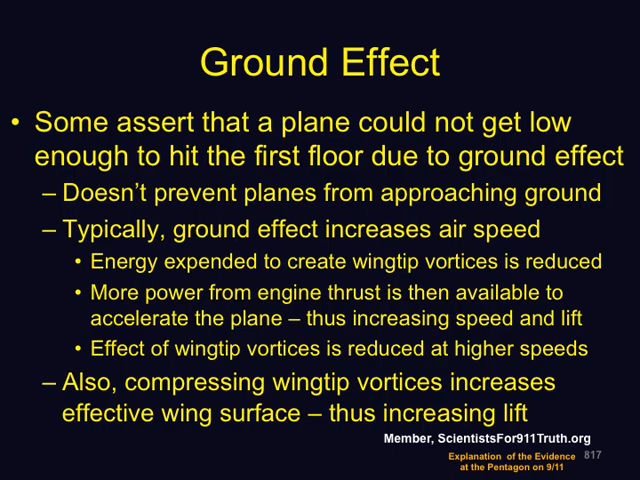 Ground Effect
• Some assert that a plane could not get low
enough to hit the first floor due to ground effect
– Doesn't prevent planes from approaching ground
– Typically, ground effect increases air speed
• Energy expended to create wingtip vortices is reduced
• More power from engine thrust is then available to
accelerate the plane – thus increasing speed and lift
• Effect of wingtip vortices is reduced at higher speeds
– Also, compressing wingtip vortices increases
effective wing surface – thus increasing lift
Member, ScientistsFor911Truth.org
Explanation of the Evidence 817
at the Pentagon on 9/11